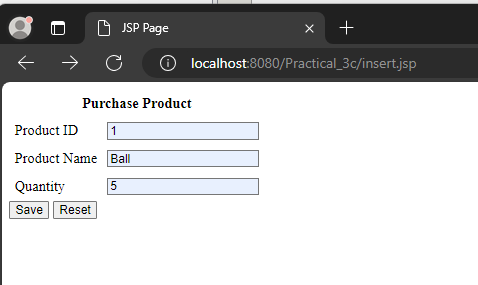 JSP Page
localhost:8080/Practical_3c/insert.jsp
Purchase Product
Product ID 1
Product Name Ball
Quantity 5
Save Reset